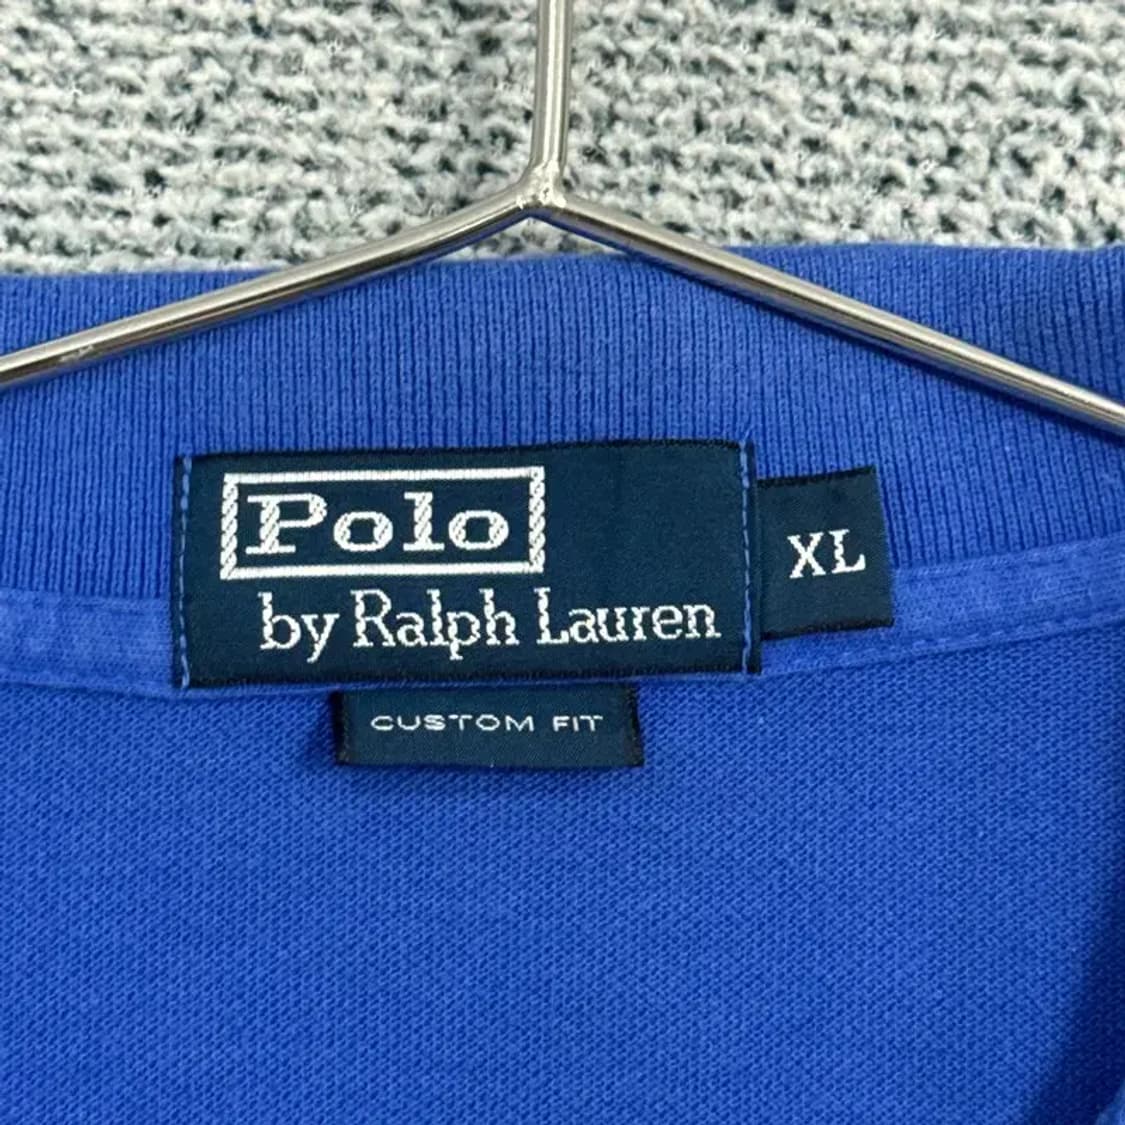 Polo
by Ralph Lauren
XL
CUSTOM FIT